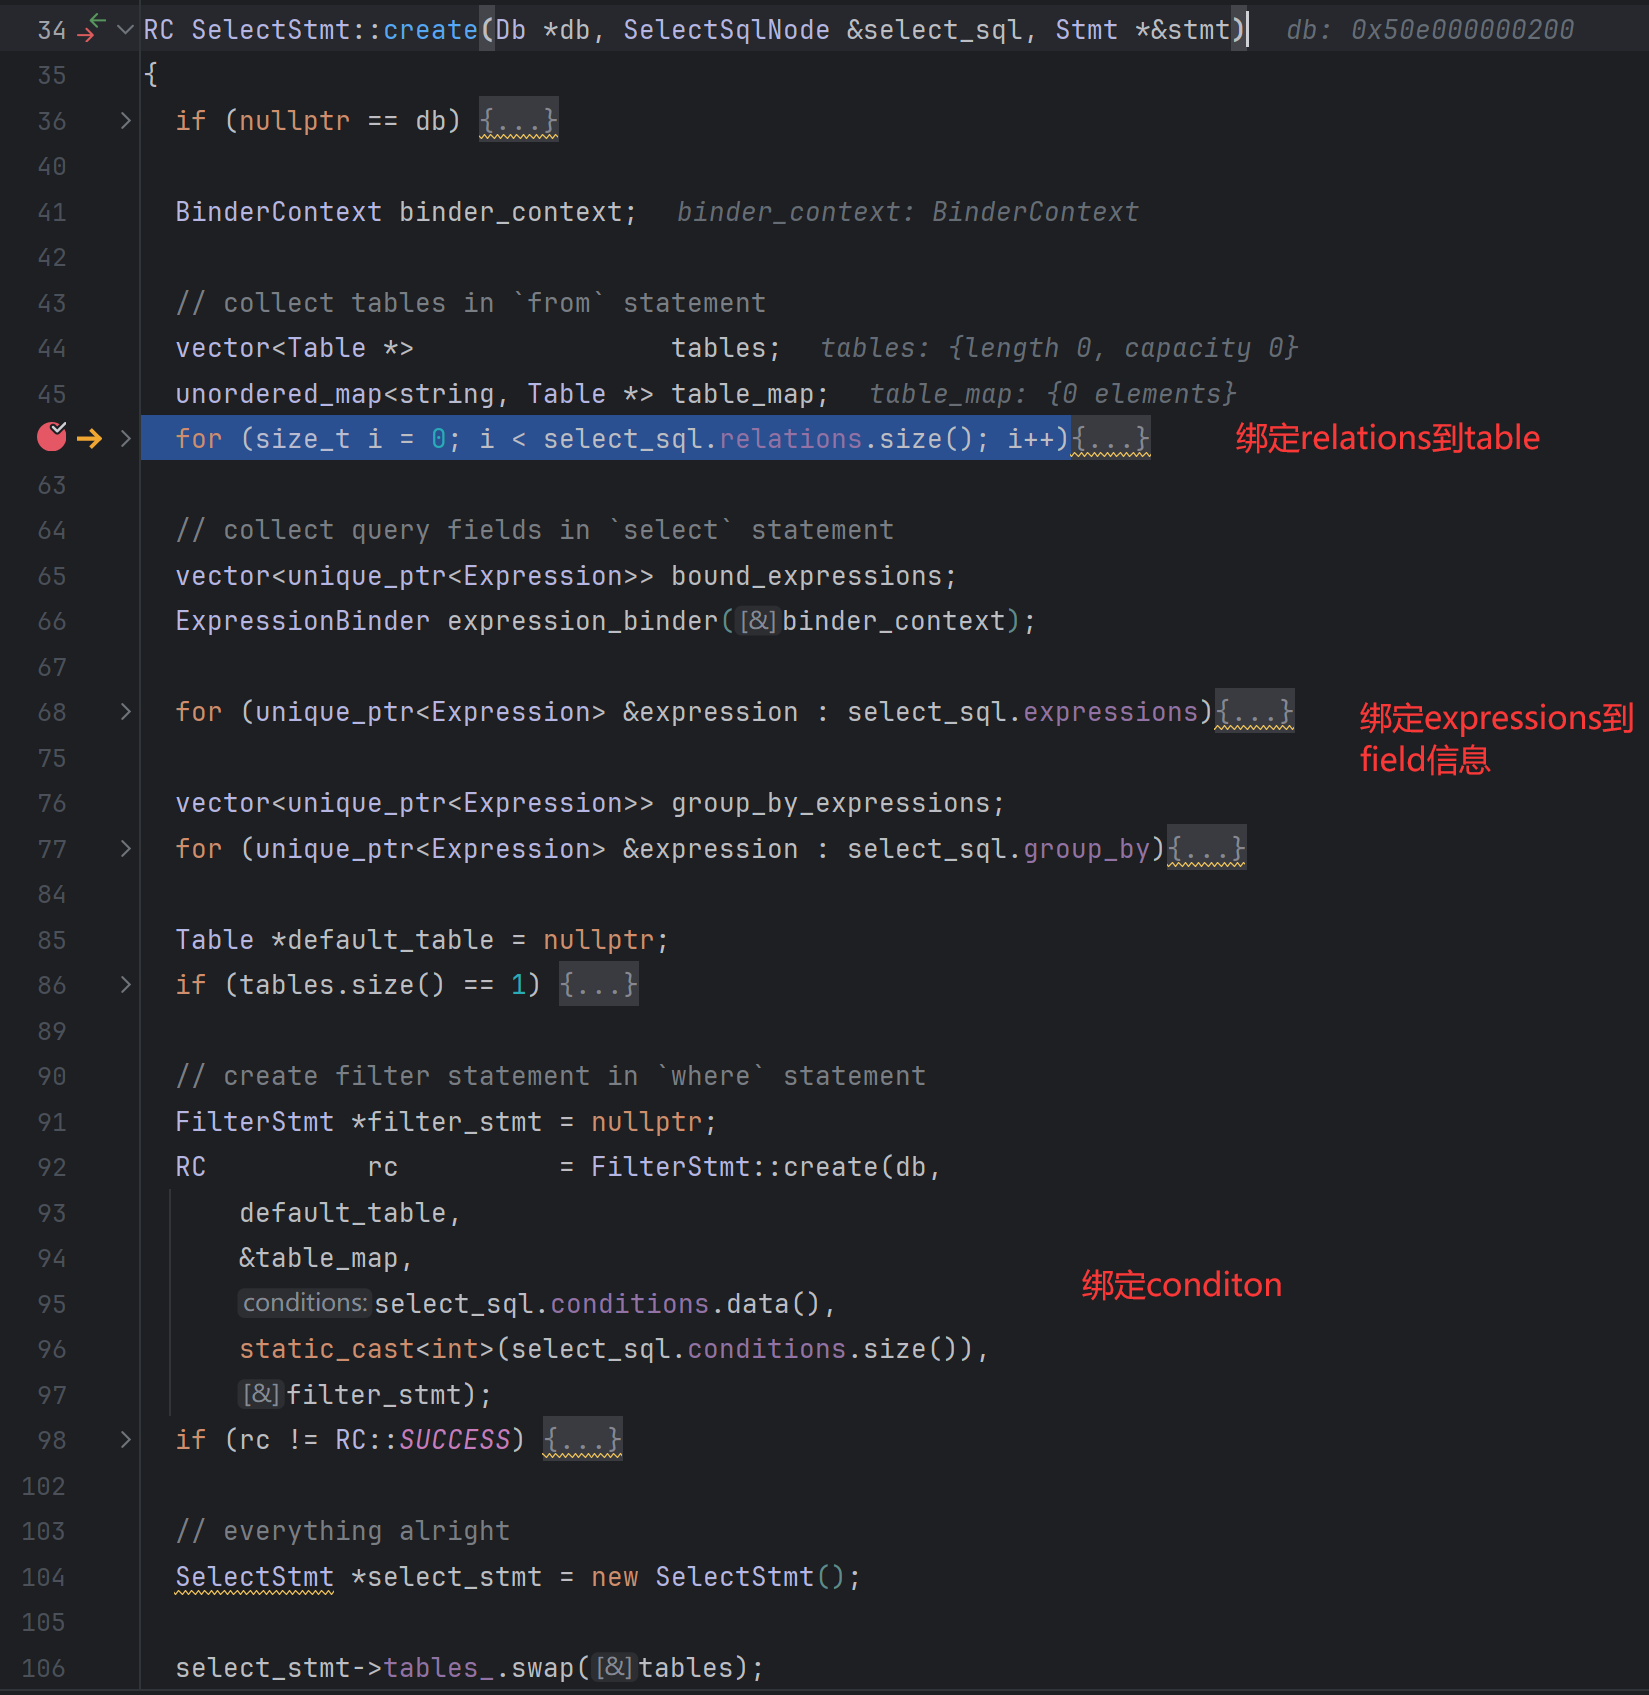 34 RC SelectStmt::create(Db *db, SelectSqlNode &select_sql, Stmt *&stmt) db: 0x50e000000200
35 {
36 if (nullptr == db) {...}
40
41 BinderContext binder_context; binder_context: BinderContext
42
43 // collect tables in `from` statement
44 vector<Table *> tables; tables: {length 0, capacity 0}
45 unordered_map<string, Table *> table_map; table_map: {0 elements}
for (size_t i = 0; i < select_sql.relations.size(); i++){...} 绑定relations到table
63
64 // collect query fields in `select` statement
65 vector<unique_ptr<Expression>> bound_expressions;
66 ExpressionBinder expression_binder([&]binder_context);
67
68 for (unique_ptr<Expression> &expression : select_sql.expressions){...} 绑定expressions到
field信息
75
76 vector<unique_ptr<Expression>> group_by_expressions;
77 for (unique_ptr<Expression> &expression : select_sql.group_by){...}
84
85 Table *default_table = nullptr;
86 if (tables.size() == 1) {...}
89
90 // create filter statement in `where` statement
91 FilterStmt *filter_stmt = nullptr;
92 RC rc = FilterStmt::create(db,
93 default_table,
94 &table_map,
95 conditions: select_sql.conditions.data(), 绑定conditon
96 static_cast<int>(select_sql.conditions.size()),
97 [&]filter_stmt);
98 if (rc != RC::SUCCESS) {...}
102
103 // everything alright
104 SelectStmt *select_stmt = new SelectStmt();
105
106 select_stmt->tables_.swap([&]tables);